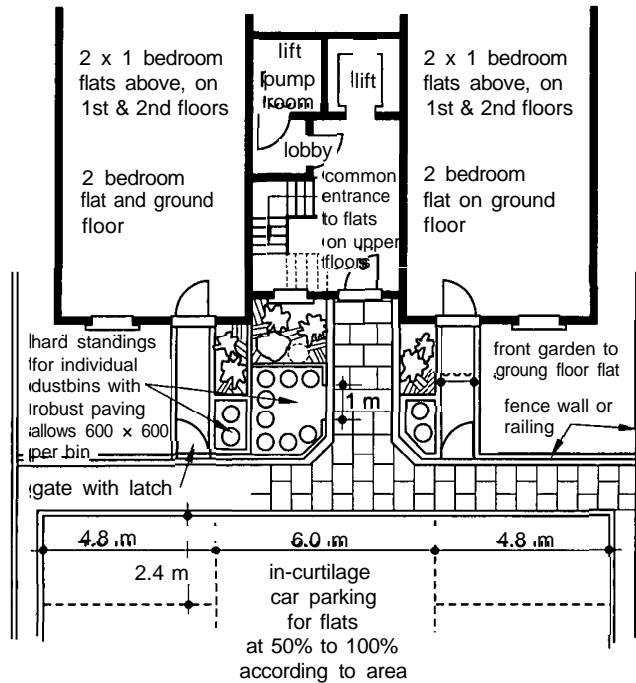 2 x 1 bedroom
flats above, on
1st & 2nd floors
2 bedroom
flat and ground
floor
lift
pump
room
lift
lobby
common
entrance
to flats
on upper
floors
2 x 1 bedroom
flats above, on
1st & 2nd floors
2 bedroom
flat on ground
floor
hard standings
for individual
dustbins with
robust paving
allows 600 × 600
per bin
gate with latch
1 m
front garden to
groung floor flat
fence wall or
railing
4.8 m
6.0 m
4.8 m
2.4 m
in-curtilage
car parking
for flats
at 50% to 100%
according to area